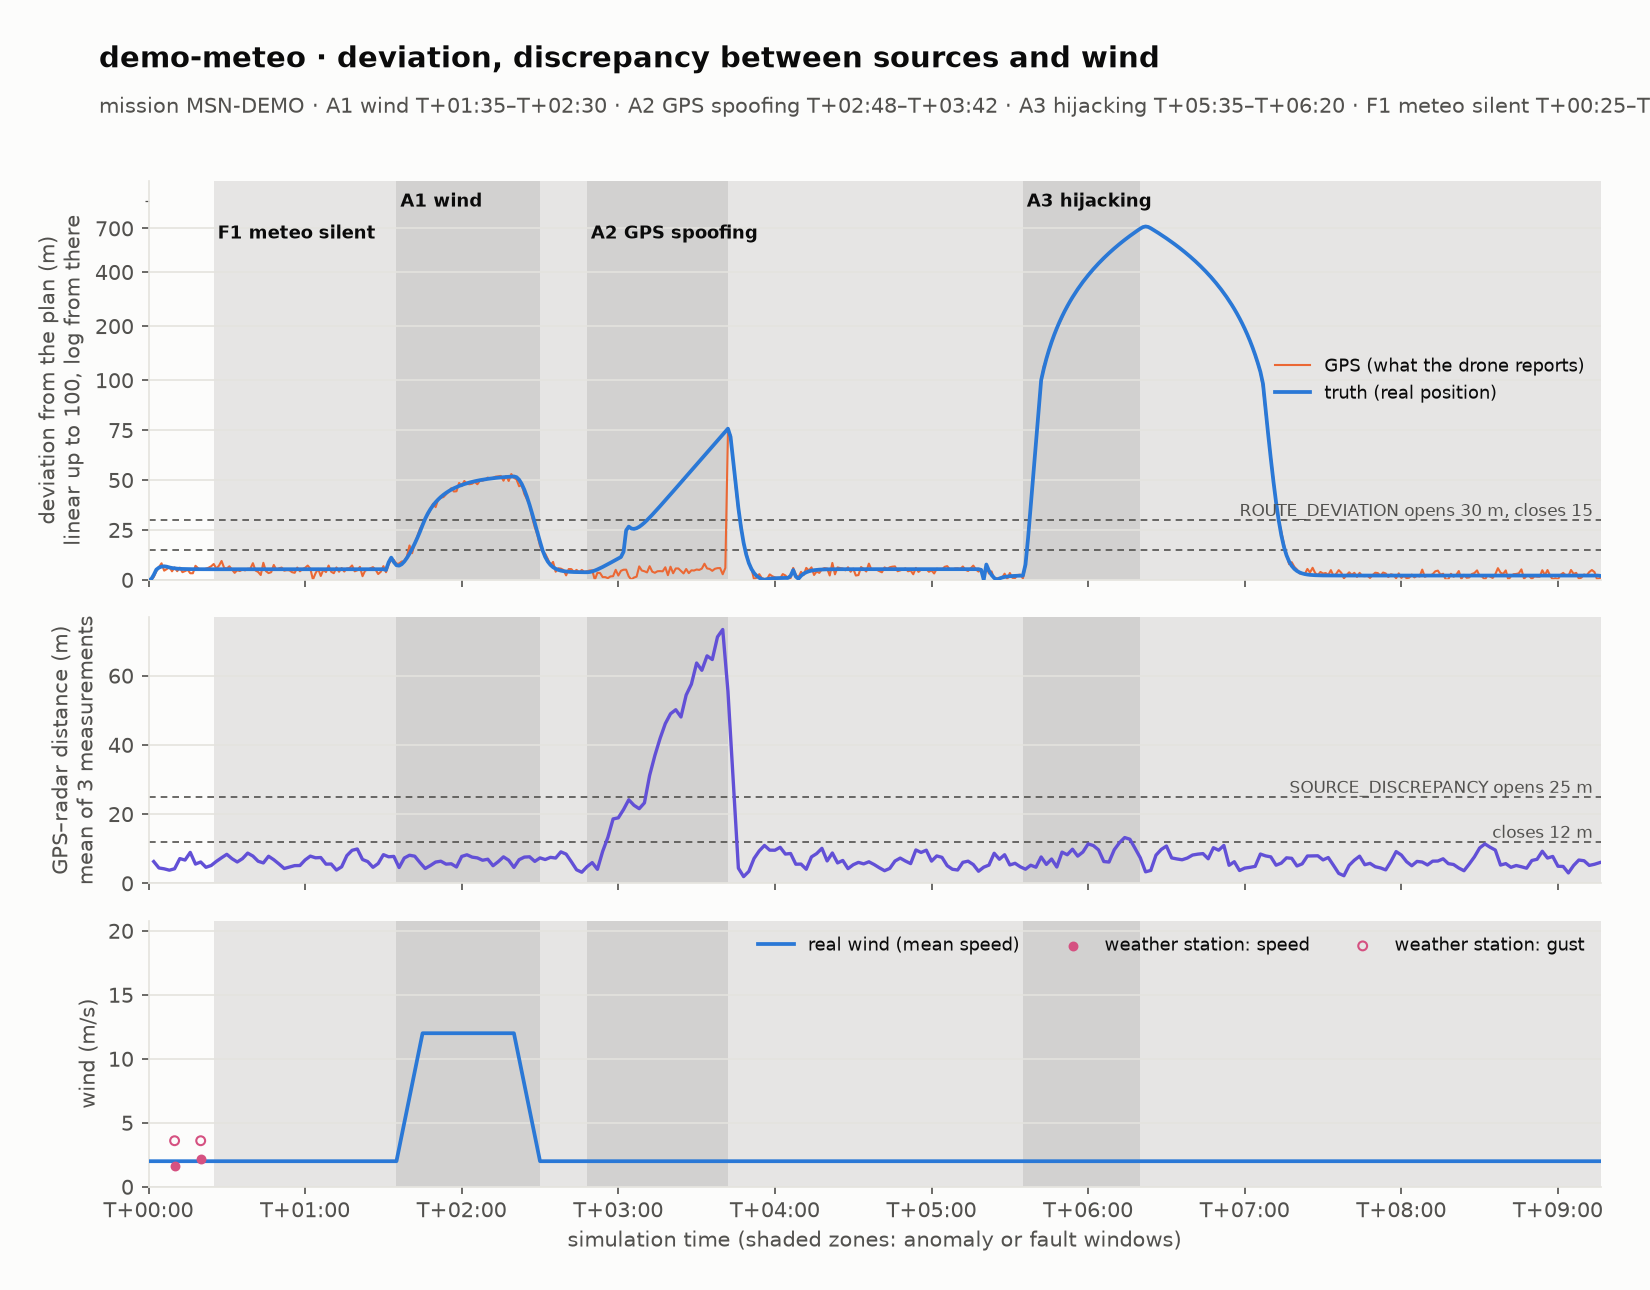 demo-meteo · deviation, discrepancy between sources and wind
mission MSN-DEMO · A1 wind T+01:35–T+02:30 · A2 GPS spoofing T+02:48–T+03:42 · A3 hijacking T+05:35–T+06:20 · F1 meteo silent T+00:25–T
deviation from the plan (m)
linear up to 100, log from there
700
400
200
100
75
50
25
0
A1 wind
A3 hijacking
F1 meteo silent
A2 GPS spoofing
GPS (what the drone reports)
truth (real position)
ROUTE_DEVIATION opens 30 m, closes 15
GPS–radar distance (m)
mean of 3 measurements
60
40
20
0
SOURCE_DISCREPANCY opens 25 m
closes 12 m
wind (m/s)
20
15
10
5
0
real wind (mean speed)
weather station: speed
weather station: gust
T+00:00
T+01:00
T+02:00
T+03:00
T+04:00
T+05:00
T+06:00
T+07:00
T+08:00
T+09:00
simulation time (shaded zones: anomaly or fault windows)